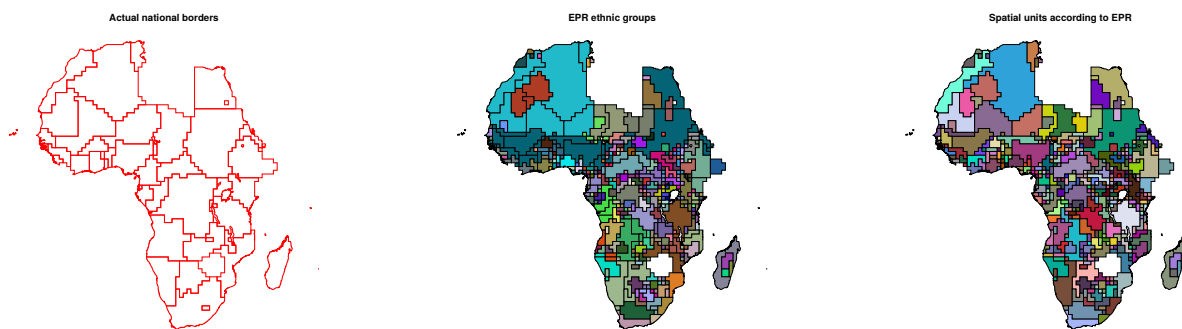 Actual national borders
EPR ethnic groups
Spatial units according to EPR